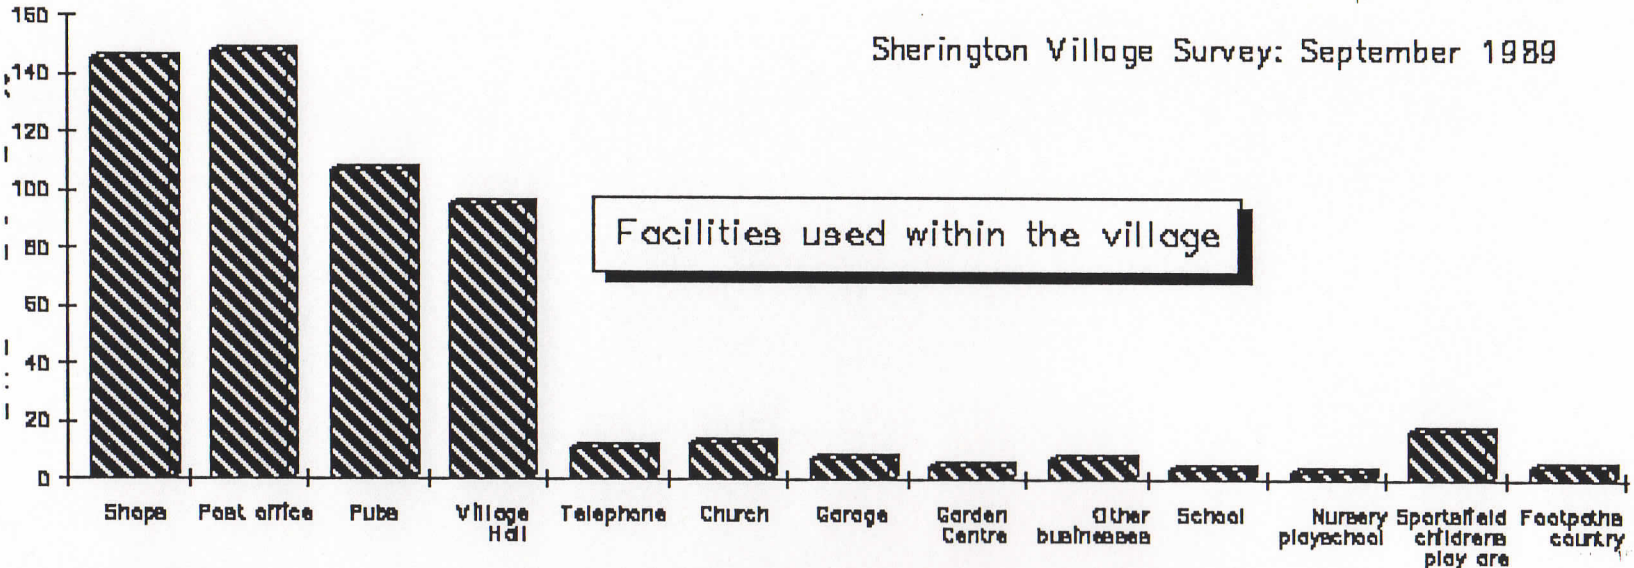 Sherington Village Survey: September 1989
Facilities used within the village
160
140
120
100
80
60
40
20
0
Shops
Post office
Pubs
Village
Hall
Telephone
Church
Garage
Garden
Centre
Other
businesses
School
Nursery
playschool
Sportsfield
childrens
play are
Footpaths
country